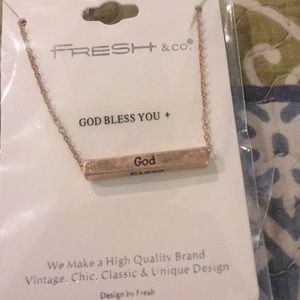 FRESH &co.
GOD BLESS YOU +
God
Bless
We Make a High Quality Brand
Vintage, Chic. Classic & Unique Design
Design by Fresh